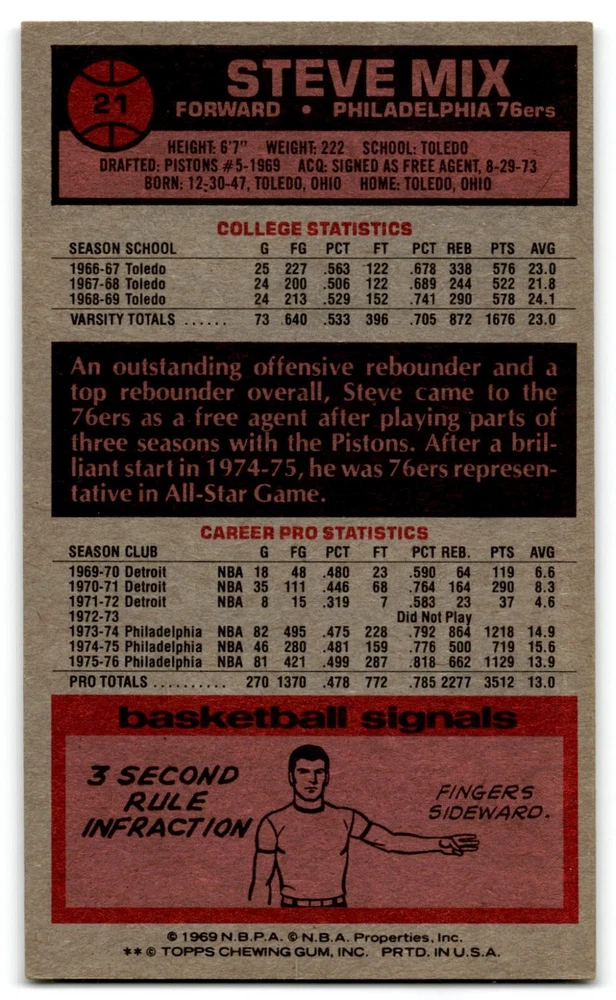 21
STEVE MIX
FORWARD • PHILADELPHIA 76ers
HEIGHT: 6'7" WEIGHT: 222 SCHOOL: TOLEDO
DRAFTED: PISTONS #5-1969 ACQ: SIGNED AS FREE AGENT, 8-29-73
BORN: 12-30-47, TOLEDO, OHIO HOME: TOLEDO, OHIO
COLLEGE STATISTICS
SEASON SCHOOL G FG PCT FT PCT REB PTS AVG
1966-67 Toledo 25 227 .563 122 .678 338 576 23.0
1967-68 Toledo 24 200 .506 122 .689 244 522 21.8
1968-69 Toledo 24 213 .529 152 .741 290 578 24.1
VARSITY TOTALS ...... 73 640 .533 396 .705 872 1676 23.0
An outstanding offensive rebounder and a
top rebounder overall, Steve came to the
76ers as a free agent after playing parts of
three seasons with the Pistons. After a bril-
liant start in 1974-75, he was 76ers represen-
tative in All-Star Game.
CAREER PRO STATISTICS
SEASON CLUB G FG PCT FT PCT REB. PTS AVG
1969-70 Detroit NBA 18 48 .480 23 .590 64 119 6.6
1970-71 Detroit NBA 35 111 .446 68 .764 164 290 8.3
1971-72 Detroit NBA 8 15 .319 7 .583 23 37 4.6
1972-73 Did Not Play
1973-74 Philadelphia NBA 82 495 .475 228 .792 864 1218 14.9
1974-75 Philadelphia NBA 46 280 .481 159 .776 500 719 15.6
1975-76 Philadelphia NBA 81 421 .499 287 .818 662 1129 13.9
PRO TOTALS .......... 270 1370 .478 772 .785 2277 3512 13.0
basketball signals
3 SECOND
RULE
INFRACTION
FINGERS
SIDEWARD.
© 1969 N.B.P.A. © N.B.A. Properties, Inc.
** © TOPPS CHEWING GUM, INC. PRTD. IN U.S.A.